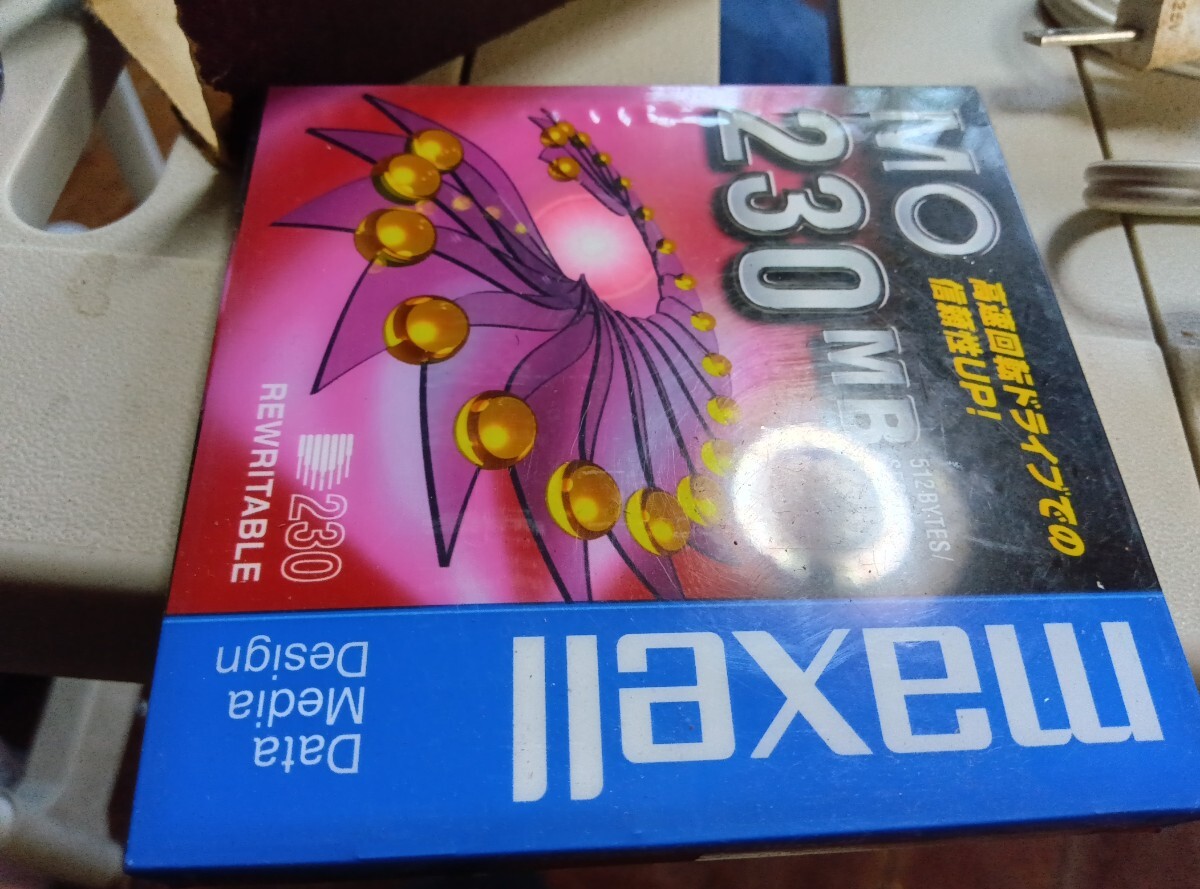 maxell
Data
Media
Design
MO
230MB
512BYTES/
高速回転ドライブでの
信頼性UP!
230
REWRITABLE